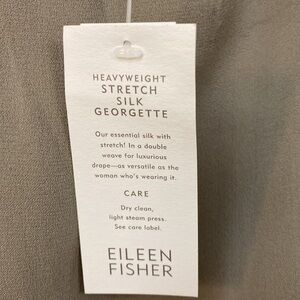 HEAVYWEIGHT
STRETCH
SILK
GEORGETTE
Our essential silk with
stretch! In a double
weave for luxurious
drape—as versatile as the
woman who's wearing it.
CARE
Dry clean,
light steam press.
See care label.
EILEEN
FISHER